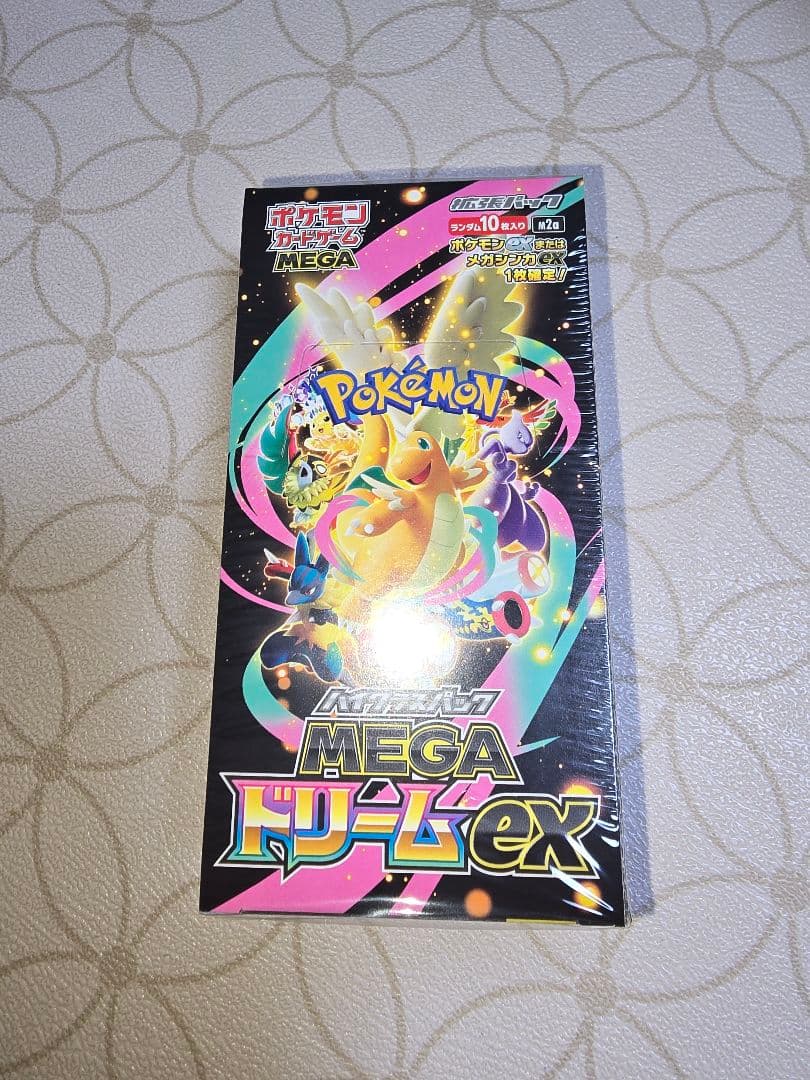 ポケモン
カードゲーム
MEGA
拡張パック
ランダム10枚入り M2a
ポケモンexまたは
メガシンカex
1枚確定!
POKéMON
ハイクラスパック
MEGA
ドリームex